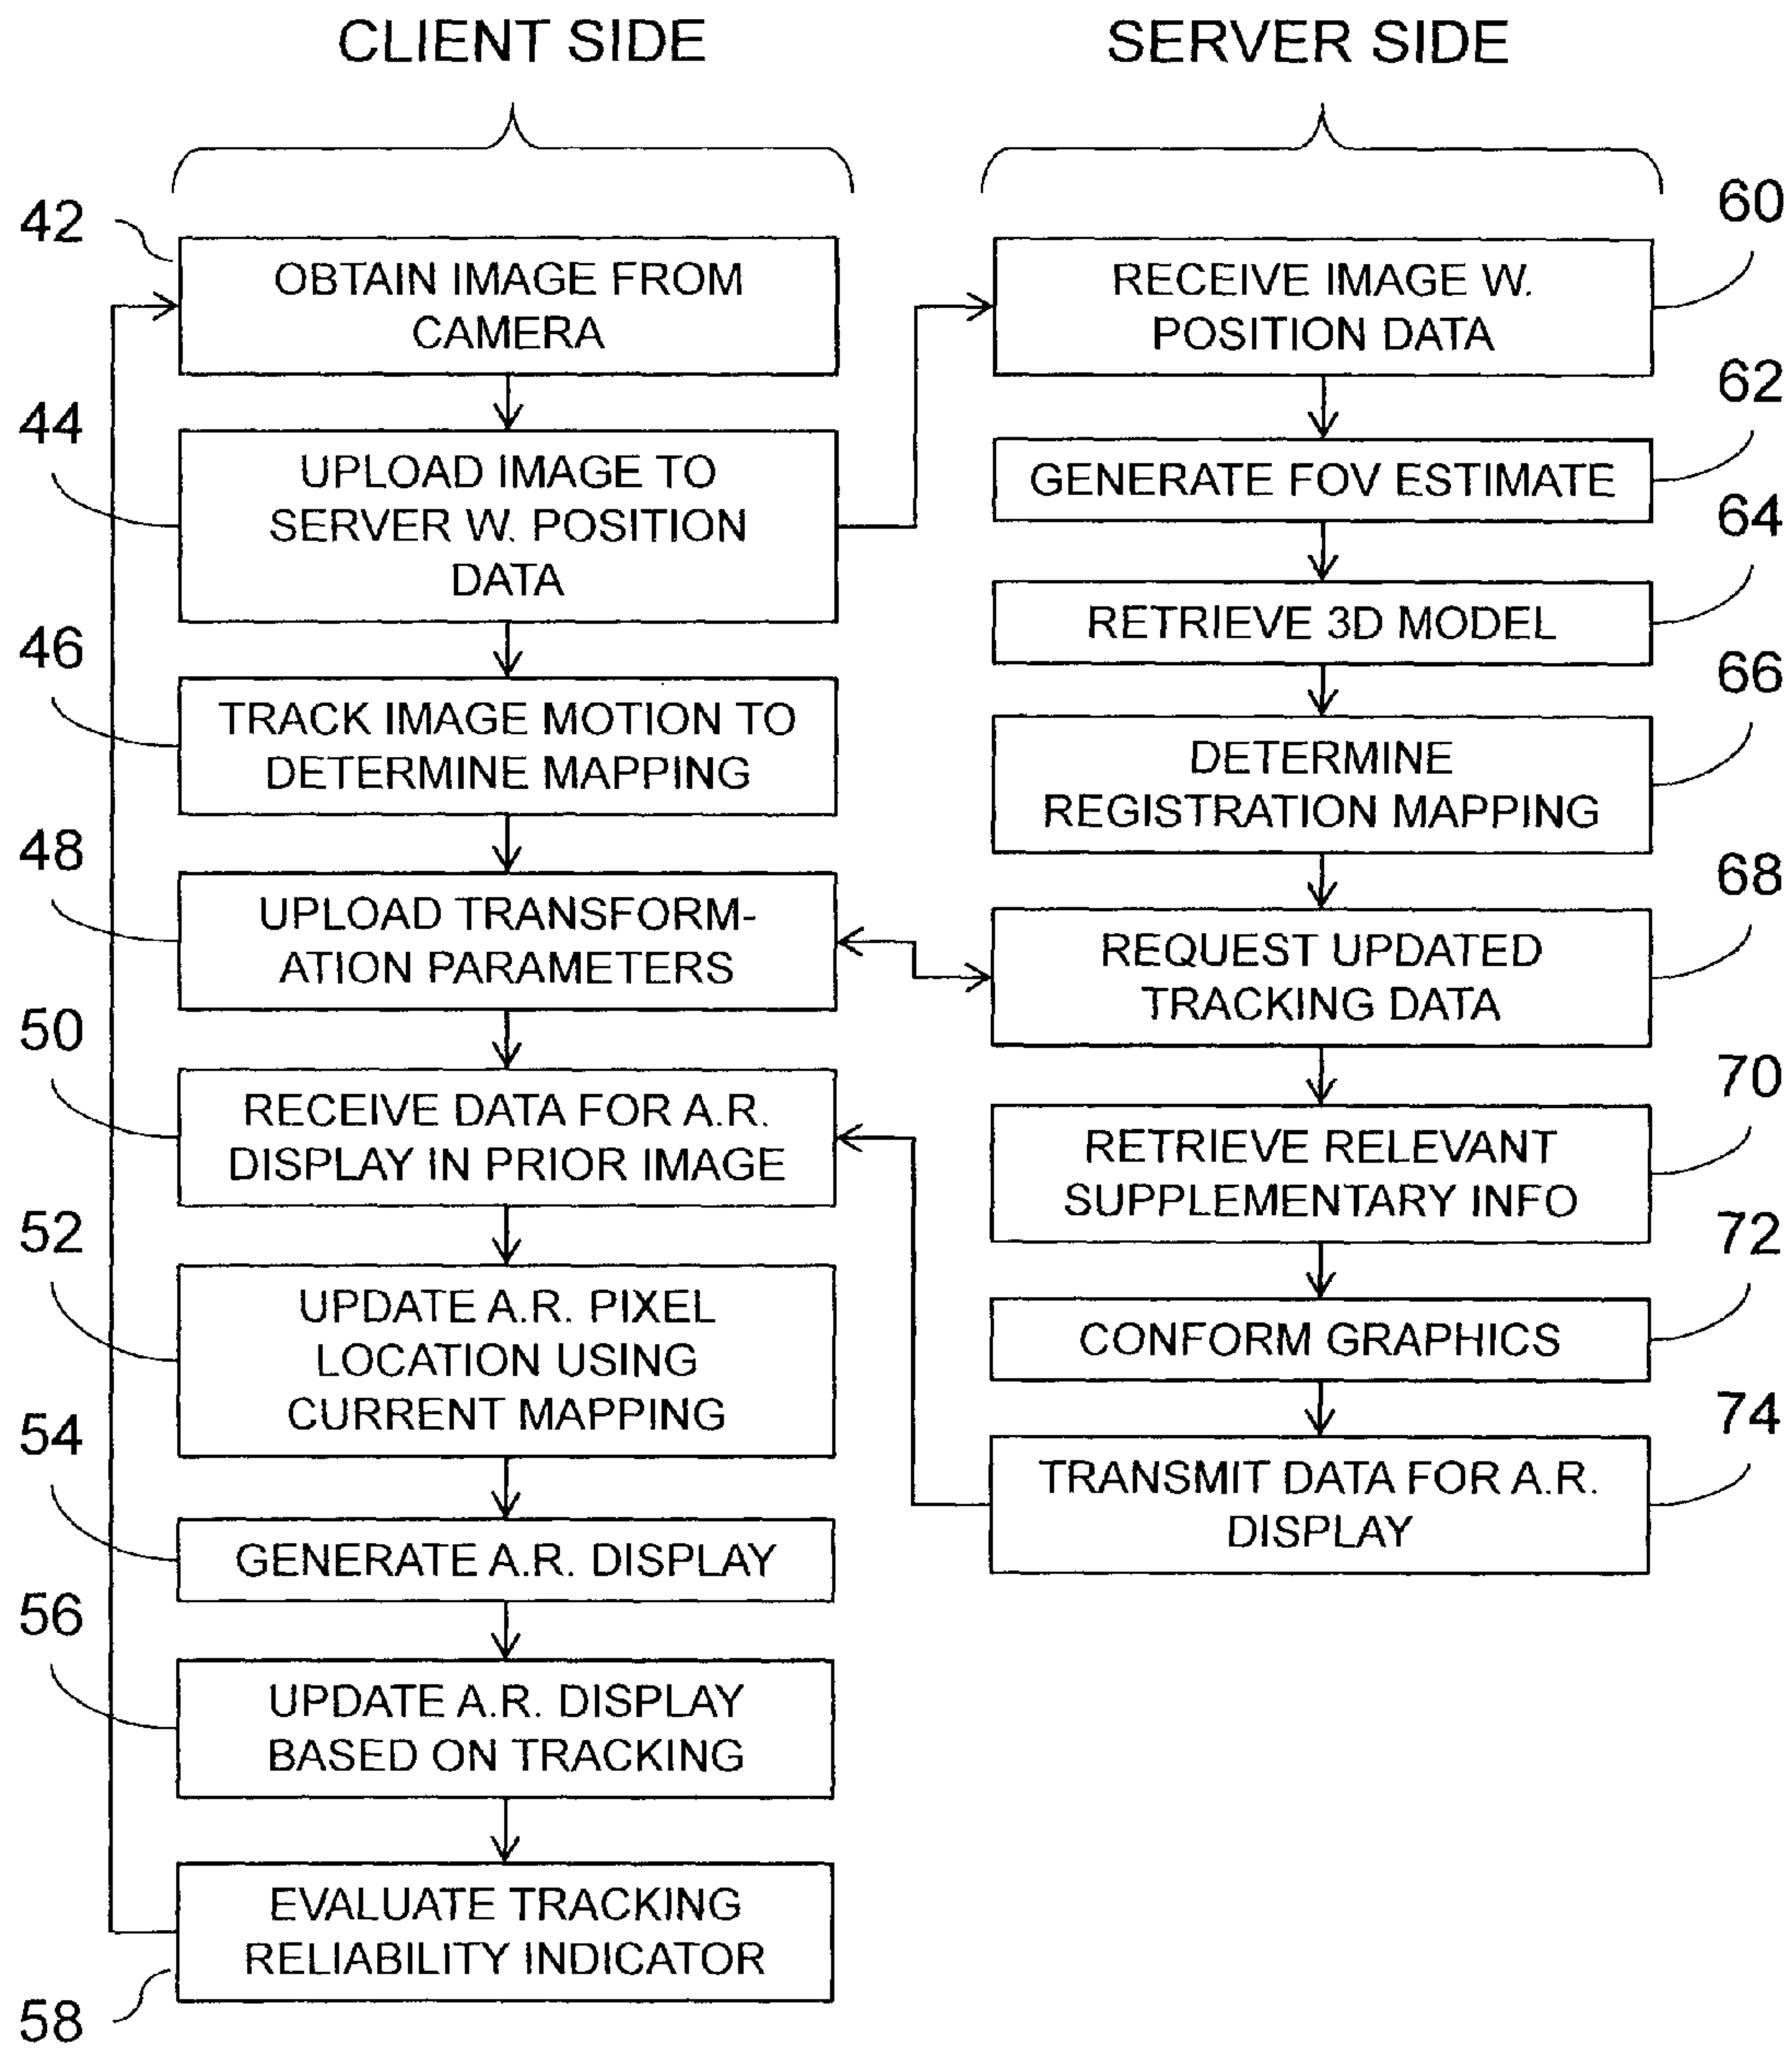 CLIENT SIDE
42
OBTAIN IMAGE FROM
CAMERA
44
UPLOAD IMAGE TO
SERVER W. POSITION
DATA
46
TRACK IMAGE MOTION TO
DETERMINE MAPPING
48
UPLOAD TRANSFORM-
ATION PARAMETERS
50
RECEIVE DATA FOR A.R.
DISPLAY IN PRIOR IMAGE
52
UPDATE A.R. PIXEL
LOCATION USING
CURRENT MAPPING
54
GENERATE A.R. DISPLAY
56
UPDATE A.R. DISPLAY
BASED ON TRACKING
EVALUATE TRACKING
RELIABILITY INDICATOR
58
SERVER SIDE
60
RECEIVE IMAGE W.
POSITION DATA
62
GENERATE FOV ESTIMATE
64
RETRIEVE 3D MODEL
66
DETERMINE
REGISTRATION MAPPING
68
REQUEST UPDATED
TRACKING DATA
70
RETRIEVE RELEVANT
SUPPLEMENTARY INFO
72
CONFORM GRAPHICS
74
TRANSMIT DATA FOR A.R.
DISPLAY